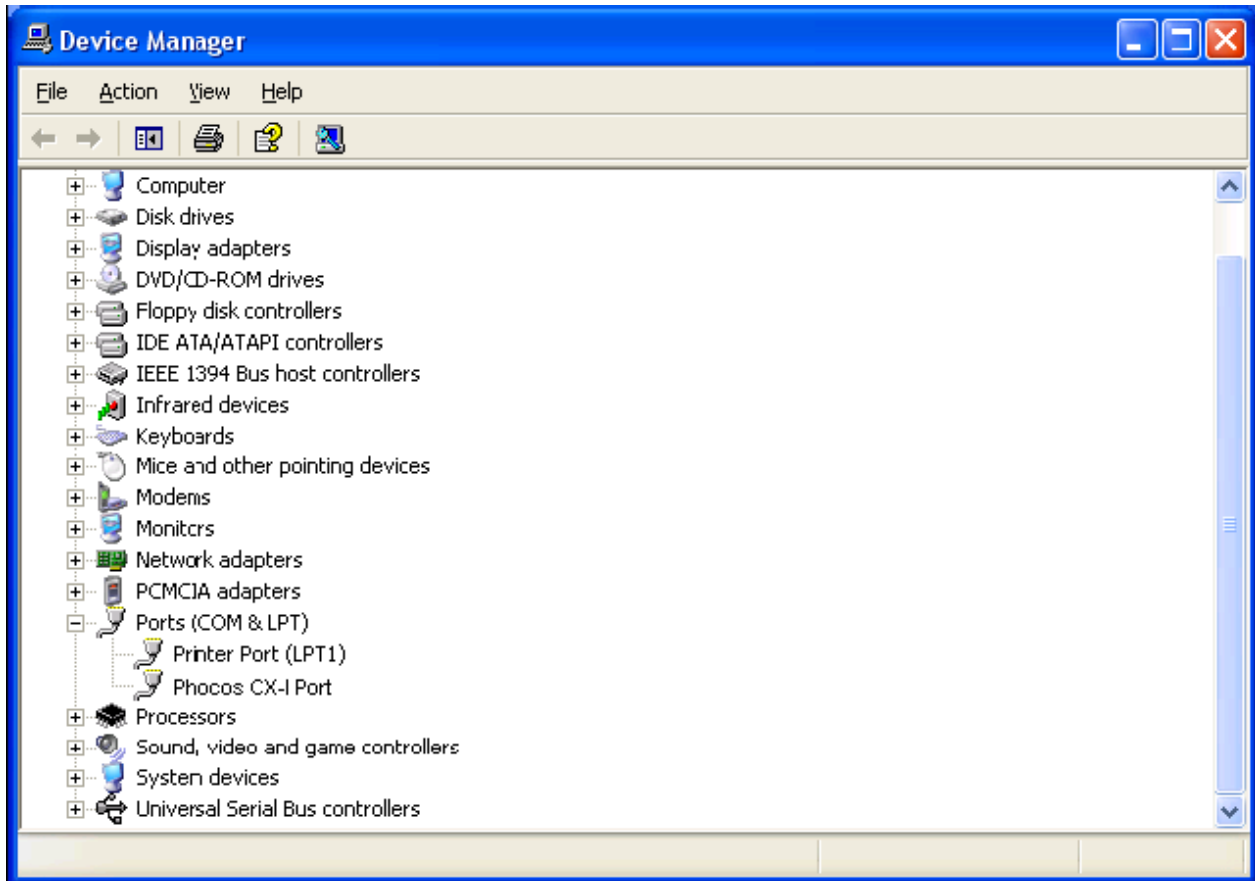 Device Manager
File Action View Help
Computer
Disk drives
Display adapters
DVD/CD-ROM drives
Floppy disk controllers
IDE ATA/ATAPI controllers
IEEE 1394 Bus host controllers
Infrared devices
Keyboards
Mice and other pointing devices
Modems
Monitors
Network adapters
PCMCIA adapters
Ports (COM & LPT)
Printer Port (LPT1)
Phocos CX-I Port
Processors
Sound, video and game controllers
System devices
Universal Serial Bus controllers